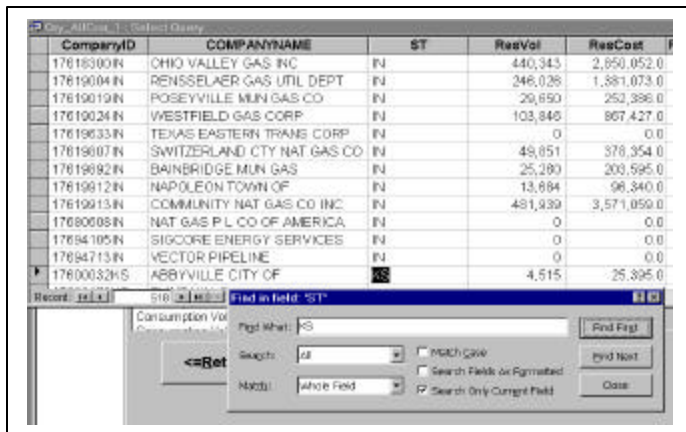 Qry_AllCost_1 : Select Query
CompanyID COMPANYNAME ST ResVol ResCost
17618300IN OHIO VALLEY GAS INC IN 440,343 2,850,052.0
17619004IN RENSSELAER GAS UTIL DEPT IN 246,028 1,381,073.0
17619019IN POSEYVILLE MUN GAS CO IN 29,650 252,386.0
17619024IN WESTFIELD GAS CORP IN 103,846 867,427.0
17619633IN TEXAS EASTERN TRANS CORP IN 0 0.0
17619807IN SWITZERLAND CTY NAT GAS CO IN 49,851 378,354.0
17619892IN BAINBRIDGE MUN GAS IN 25,280 203,595.0
17619912IN NAPOLEON TOWN OF IN 13,684 96,340.0
17619913IN COMMUNITY NAT GAS CO INC IN 481,939 3,571,059.0
17680608IN NAT GAS P L CO OF AMERICA IN 0 0.0
17694105IN SIGCORE ENERGY SERVICES IN 0 0.0
17694713IN VECTOR PIPELINE IN 0 0.0
17600032KS ABBYVILLE CITY OF KS 4,515 25,395.0
Record: 518
Find in field: 'ST'
Consumption Vol
Find What: KS Find First
<=Ret
Search: All Match Case Find Next
Search Fields as Formatted
Match: Whole Field Search Only Current Field Close